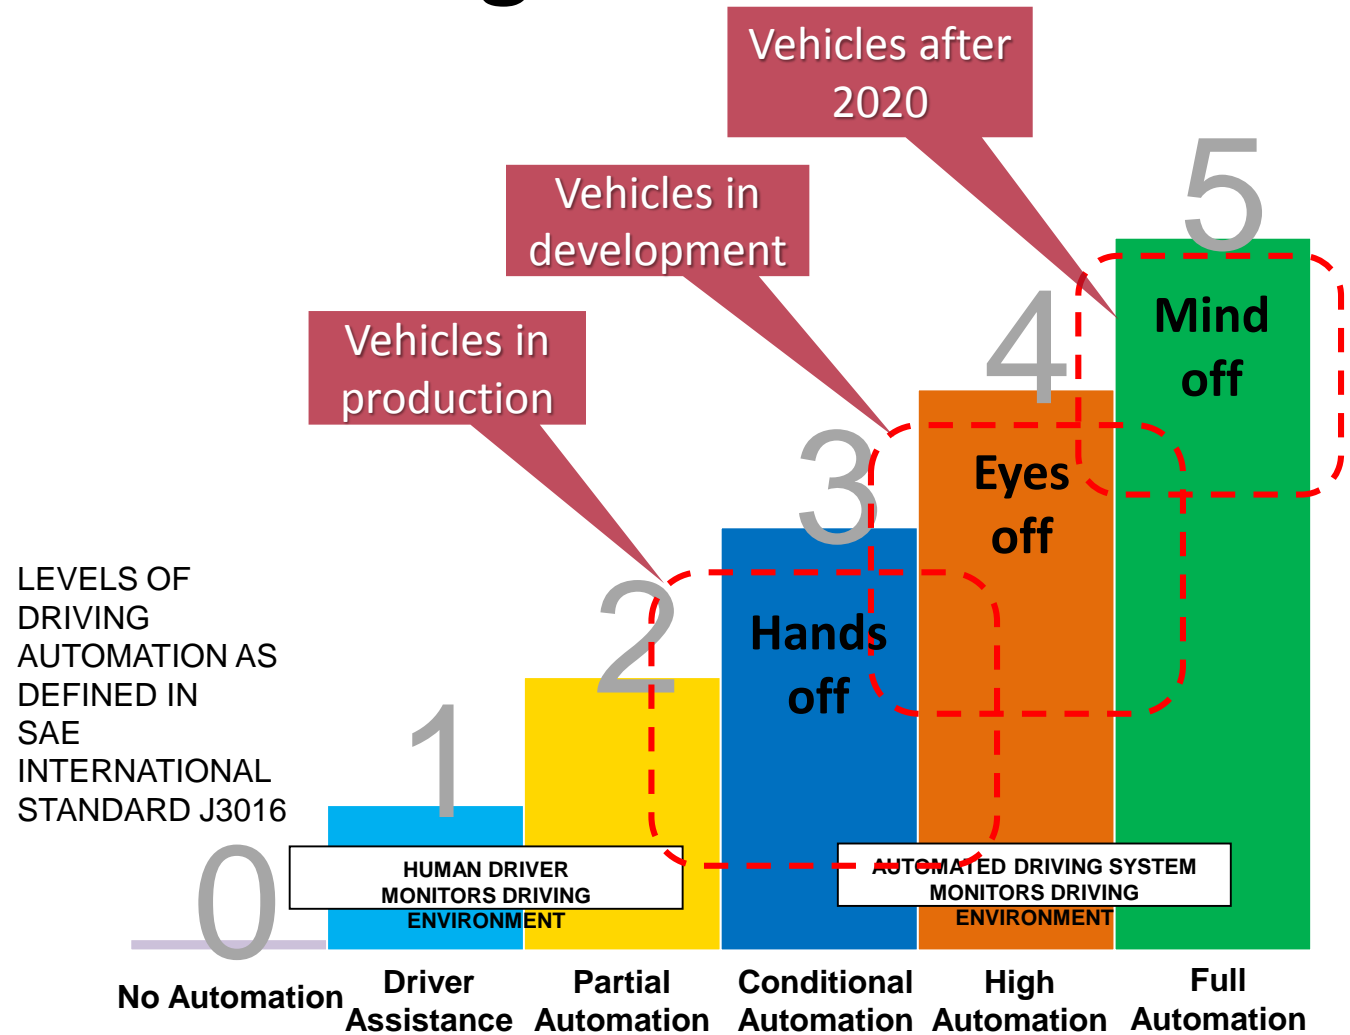 Vehicles after
2020
Vehicles in
development
Vehicles in
production
5
4
3
2
1
0
Mind
off
Eyes
off
Hands
off
LEVELS OF
DRIVING
AUTOMATION AS
DEFINED IN
SAE
INTERNATIONAL
STANDARD J3016
HUMAN DRIVER
MONITORS DRIVING
ENVIRONMENT
AUTOMATED DRIVING SYSTEM
MONITORS DRIVING
ENVIRONMENT
No Automation
Driver
Assistance
Partial
Automation
Conditional
Automation
High
Automation
Full
Automation